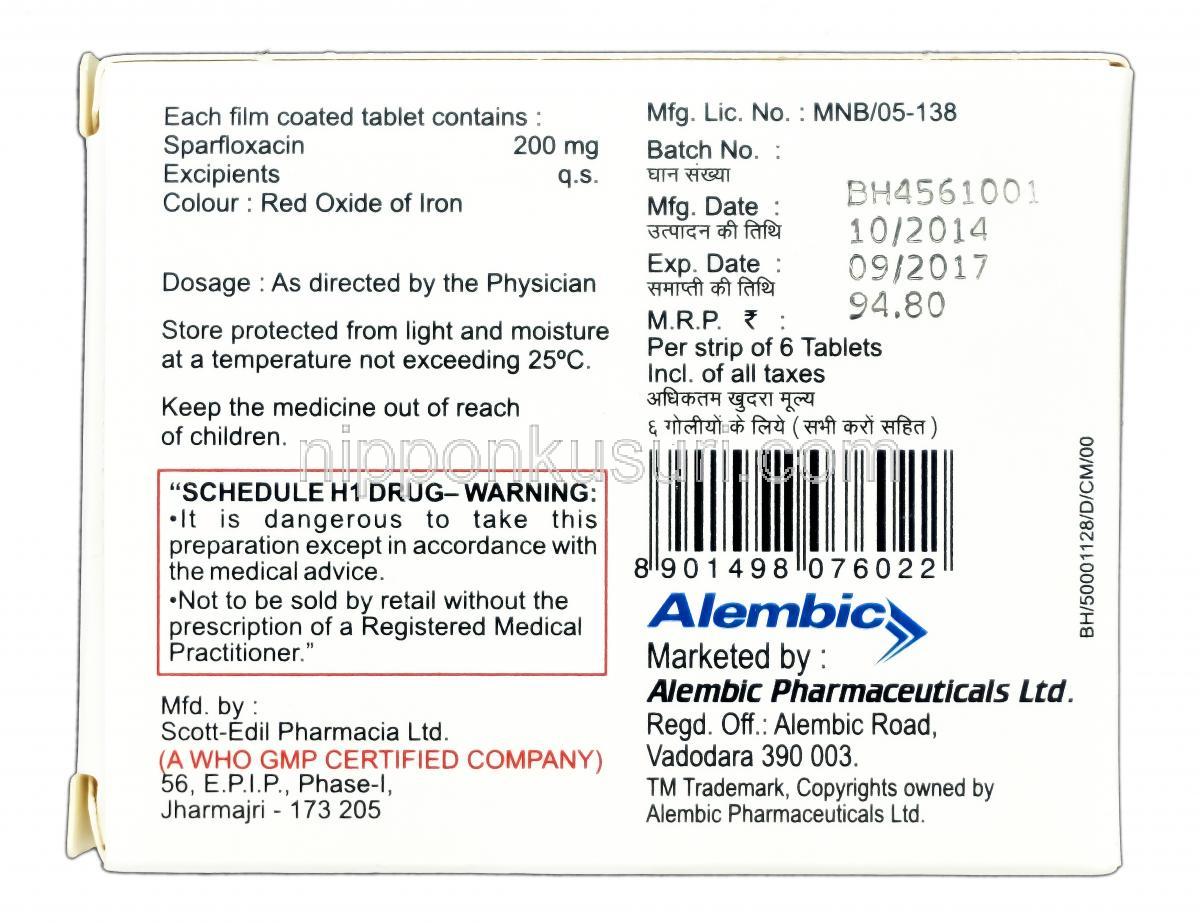 Each film coated tablet contains :
Sparfloxacin 200 mg
Excipients q.s.
Colour : Red Oxide of Iron
Dosage : As directed by the Physician
Store protected from light and moisture
at a temperature not exceeding 25ºC.
Keep the medicine out of reach
of children.
“SCHEDULE H1 DRUG– WARNING:
•It is dangerous to take this
preparation except in accordance with
the medical advice.
•Not to be sold by retail without the
prescription of a Registered Medical
Practitioner.”
Mfd. by :
Scott-Edil Pharmacia Ltd.
(A WHO GMP CERTIFIED COMPANY)
56, E.P.I.P., Phase-I,
Jharmajri - 173 205
Mfg. Lic. No. : MNB/05-138
Batch No. :
घान संख्या
BH4561001
Mfg. Date :
उत्पादन की तिथि
10/2014
Exp. Date :
समाप्ती की तिथि
09/2017
M.R.P. ₹ :
94.80
Per strip of 6 Tablets
Incl. of all taxes
अधिकतम खुदरा मूल्य
६ गोलीयों के लिये ( सभी करों सहित )
8 901498 076022
Alembic
Marketed by :
Alembic Pharmaceuticals Ltd.
Regd. Off.: Alembic Road,
Vadodara 390 003.
TM Trademark, Copyrights owned by
Alembic Pharmaceuticals Ltd.
BH/50001128/D/CM/00
nipponkusuri.com